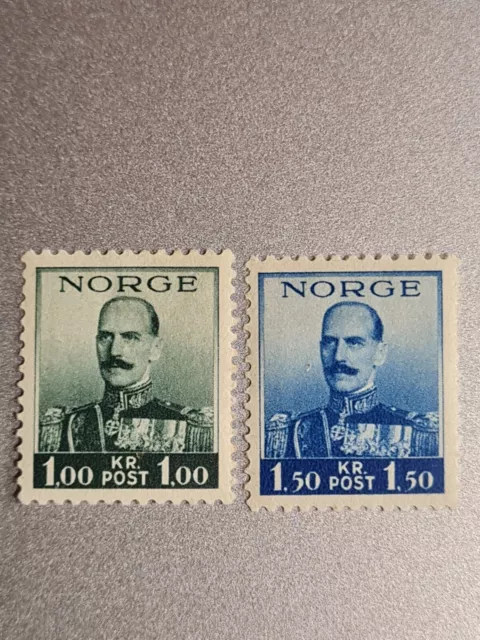 NORGE
1,00 KR. POST 1,00
NORGE
1,50 KR. POST 1,50